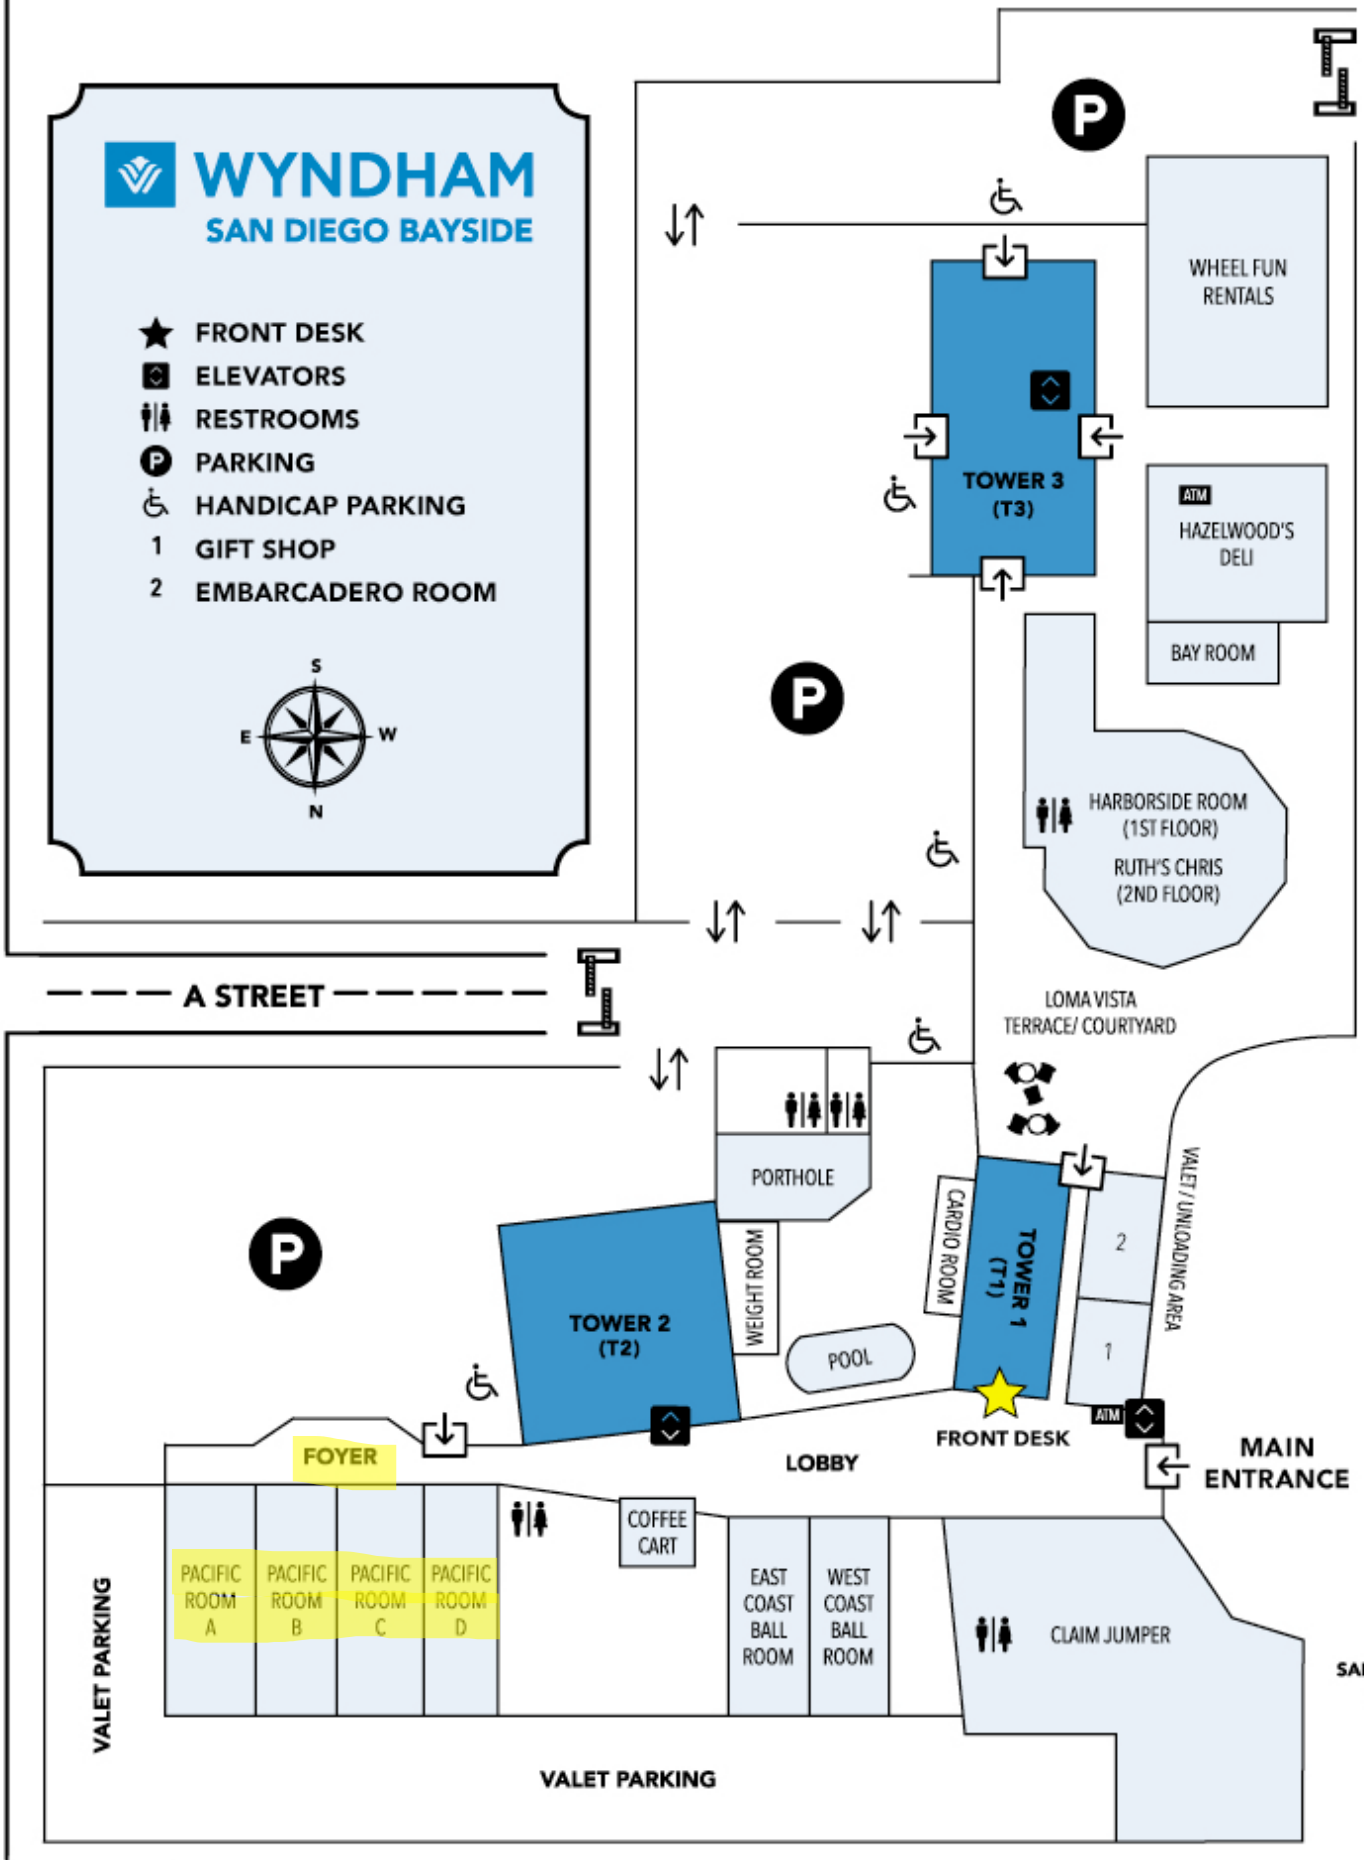 WYNDHAM
SAN DIEGO BAYSIDE
FRONT DESK
ELEVATORS
RESTROOMS
P PARKING
HANDICAP PARKING
1 GIFT SHOP
2 EMBARCADERO ROOM
S
E W
N
P
WHEEL FUN
RENTALS
TOWER 3
(T3)
ATM
HAZELWOOD'S
DELI
BAY ROOM
P
HARBORSIDE ROOM
(1ST FLOOR)
RUTH'S CHRIS
(2ND FLOOR)
A STREET
LOMA VISTA
TERRACE/ COURTYARD
PORTHOLE
WEIGHT ROOM
CARDIO ROOM
TOWER 1
(T1)
2
1
VALET / UNLOADING AREA
P
TOWER 2
(T2)
POOL
ATM
FRONT DESK
LOBBY
MAIN
ENTRANCE
FOYER
COFFEE
CART
PACIFIC
ROOM
A
PACIFIC
ROOM
B
PACIFIC
ROOM
C
PACIFIC
ROOM
D
EAST
COAST
BALL
ROOM
WEST
COAST
BALL
ROOM
CLAIM JUMPER
VALET PARKING
VALET PARKING